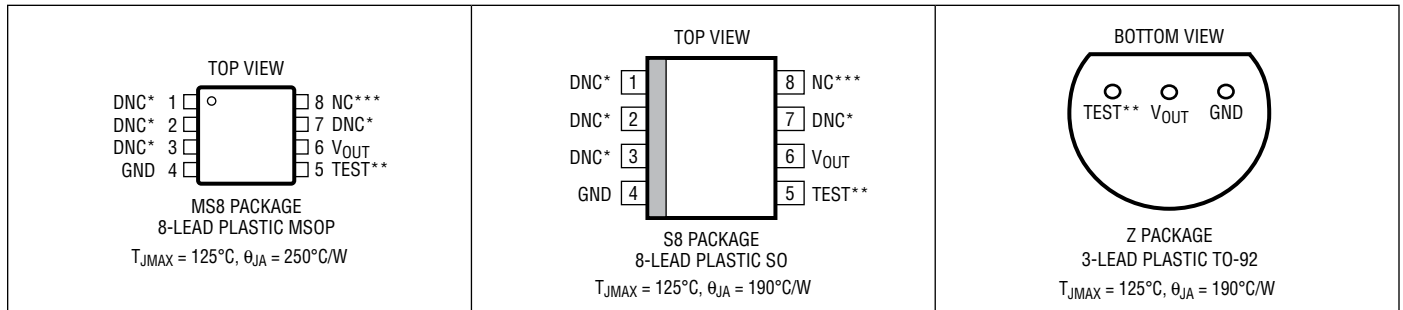 TOP VIEW
DNC* 1 8 NC***
DNC* 2 7 DNC*
DNC* 3 6 VOUT
GND 4 5 TEST**
MS8 PACKAGE
8-LEAD PLASTIC MSOP
TJMAX = 125°C, θJA = 250°C/W
TOP VIEW
DNC* 1 8 NC***
DNC* 2 7 DNC*
DNC* 3 6 VOUT
GND 4 5 TEST**
S8 PACKAGE
8-LEAD PLASTIC SO
TJMAX = 125°C, θJA = 190°C/W
BOTTOM VIEW
TEST** VOUT GND
Z PACKAGE
3-LEAD PLASTIC TO-92
TJMAX = 125°C, θJA = 190°C/W